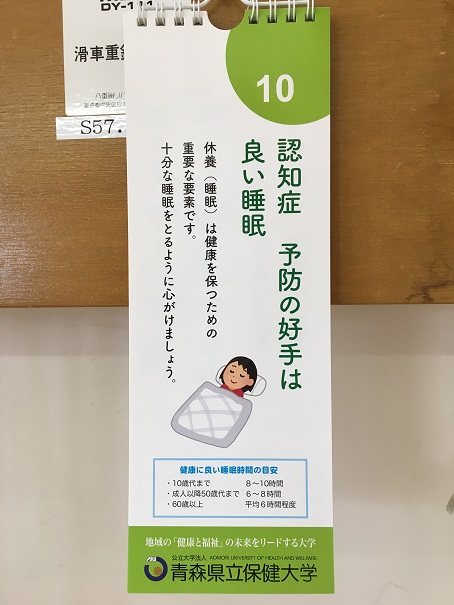 DY-111
滑車重錘
S57.
10
認知症 予防の好手は
良い睡眠
休養（睡眠）は健康を保つための
重要な要素です。
十分な睡眠をとるように心がけましょう。
健康に良い睡眠時間の目安
・10歳代まで 8～10時間
・成人以降50歳代まで 6～8時間
・60歳以上 平均6時間程度
地域の「健康と福祉」の未来をリードする大学
公立大学法人 AOMORI UNIVERSITY OF HEALTH AND WELFARE
青森県立保健大学